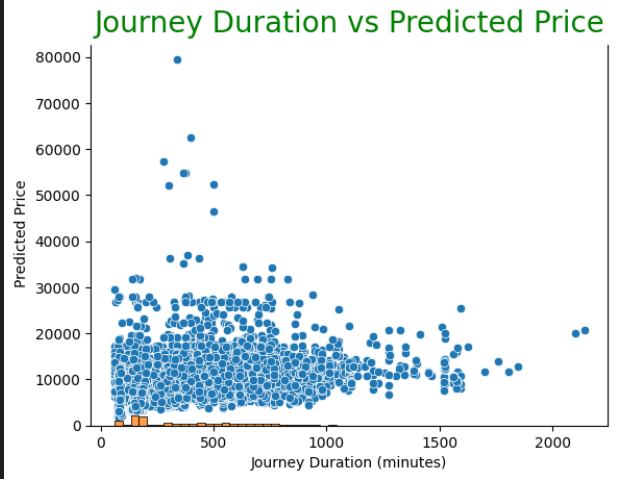 Journey Duration vs Predicted Price
80000
70000
60000
50000
40000
30000
20000
10000
0
Predicted Price
0 500 1000 1500 2000
Journey Duration (minutes)